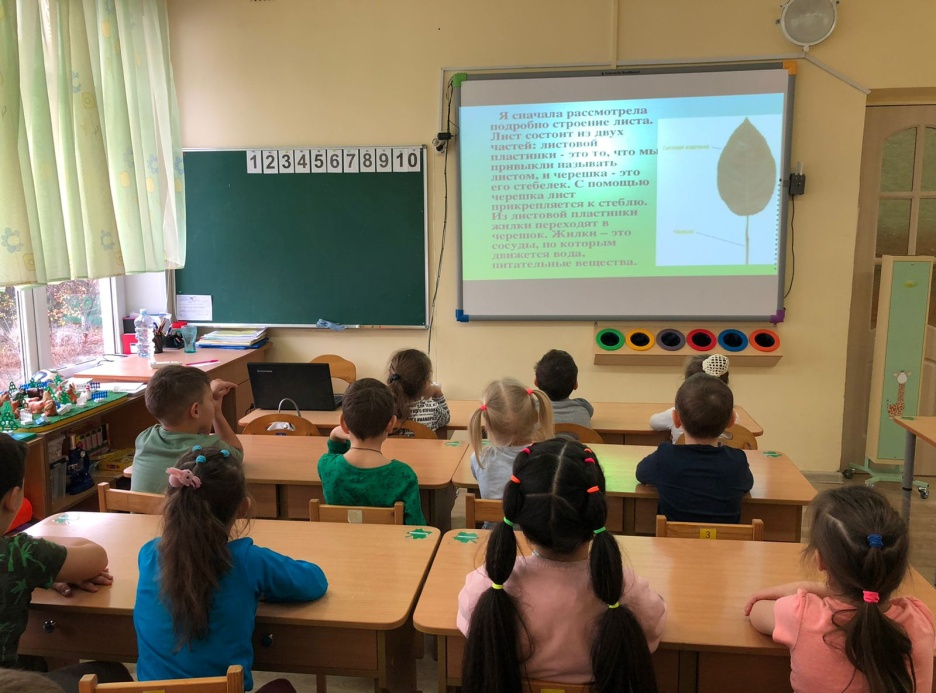 1 2 3 4 5 6 7 8 9 10
Я сначала рассмотрела
подробно строение листа.
Лист состоит из двух
частей: листовой
пластинки - это то, что мы
привыкли называть
листом, и черешка - это
его стебелек. С помощью
черешка лист
прикрепляется к стеблю.
Из листовой пластинки
жилки переходят в
черешок. Жилки – это
сосуды, по которым
движется вода,
питательные вещества.
3